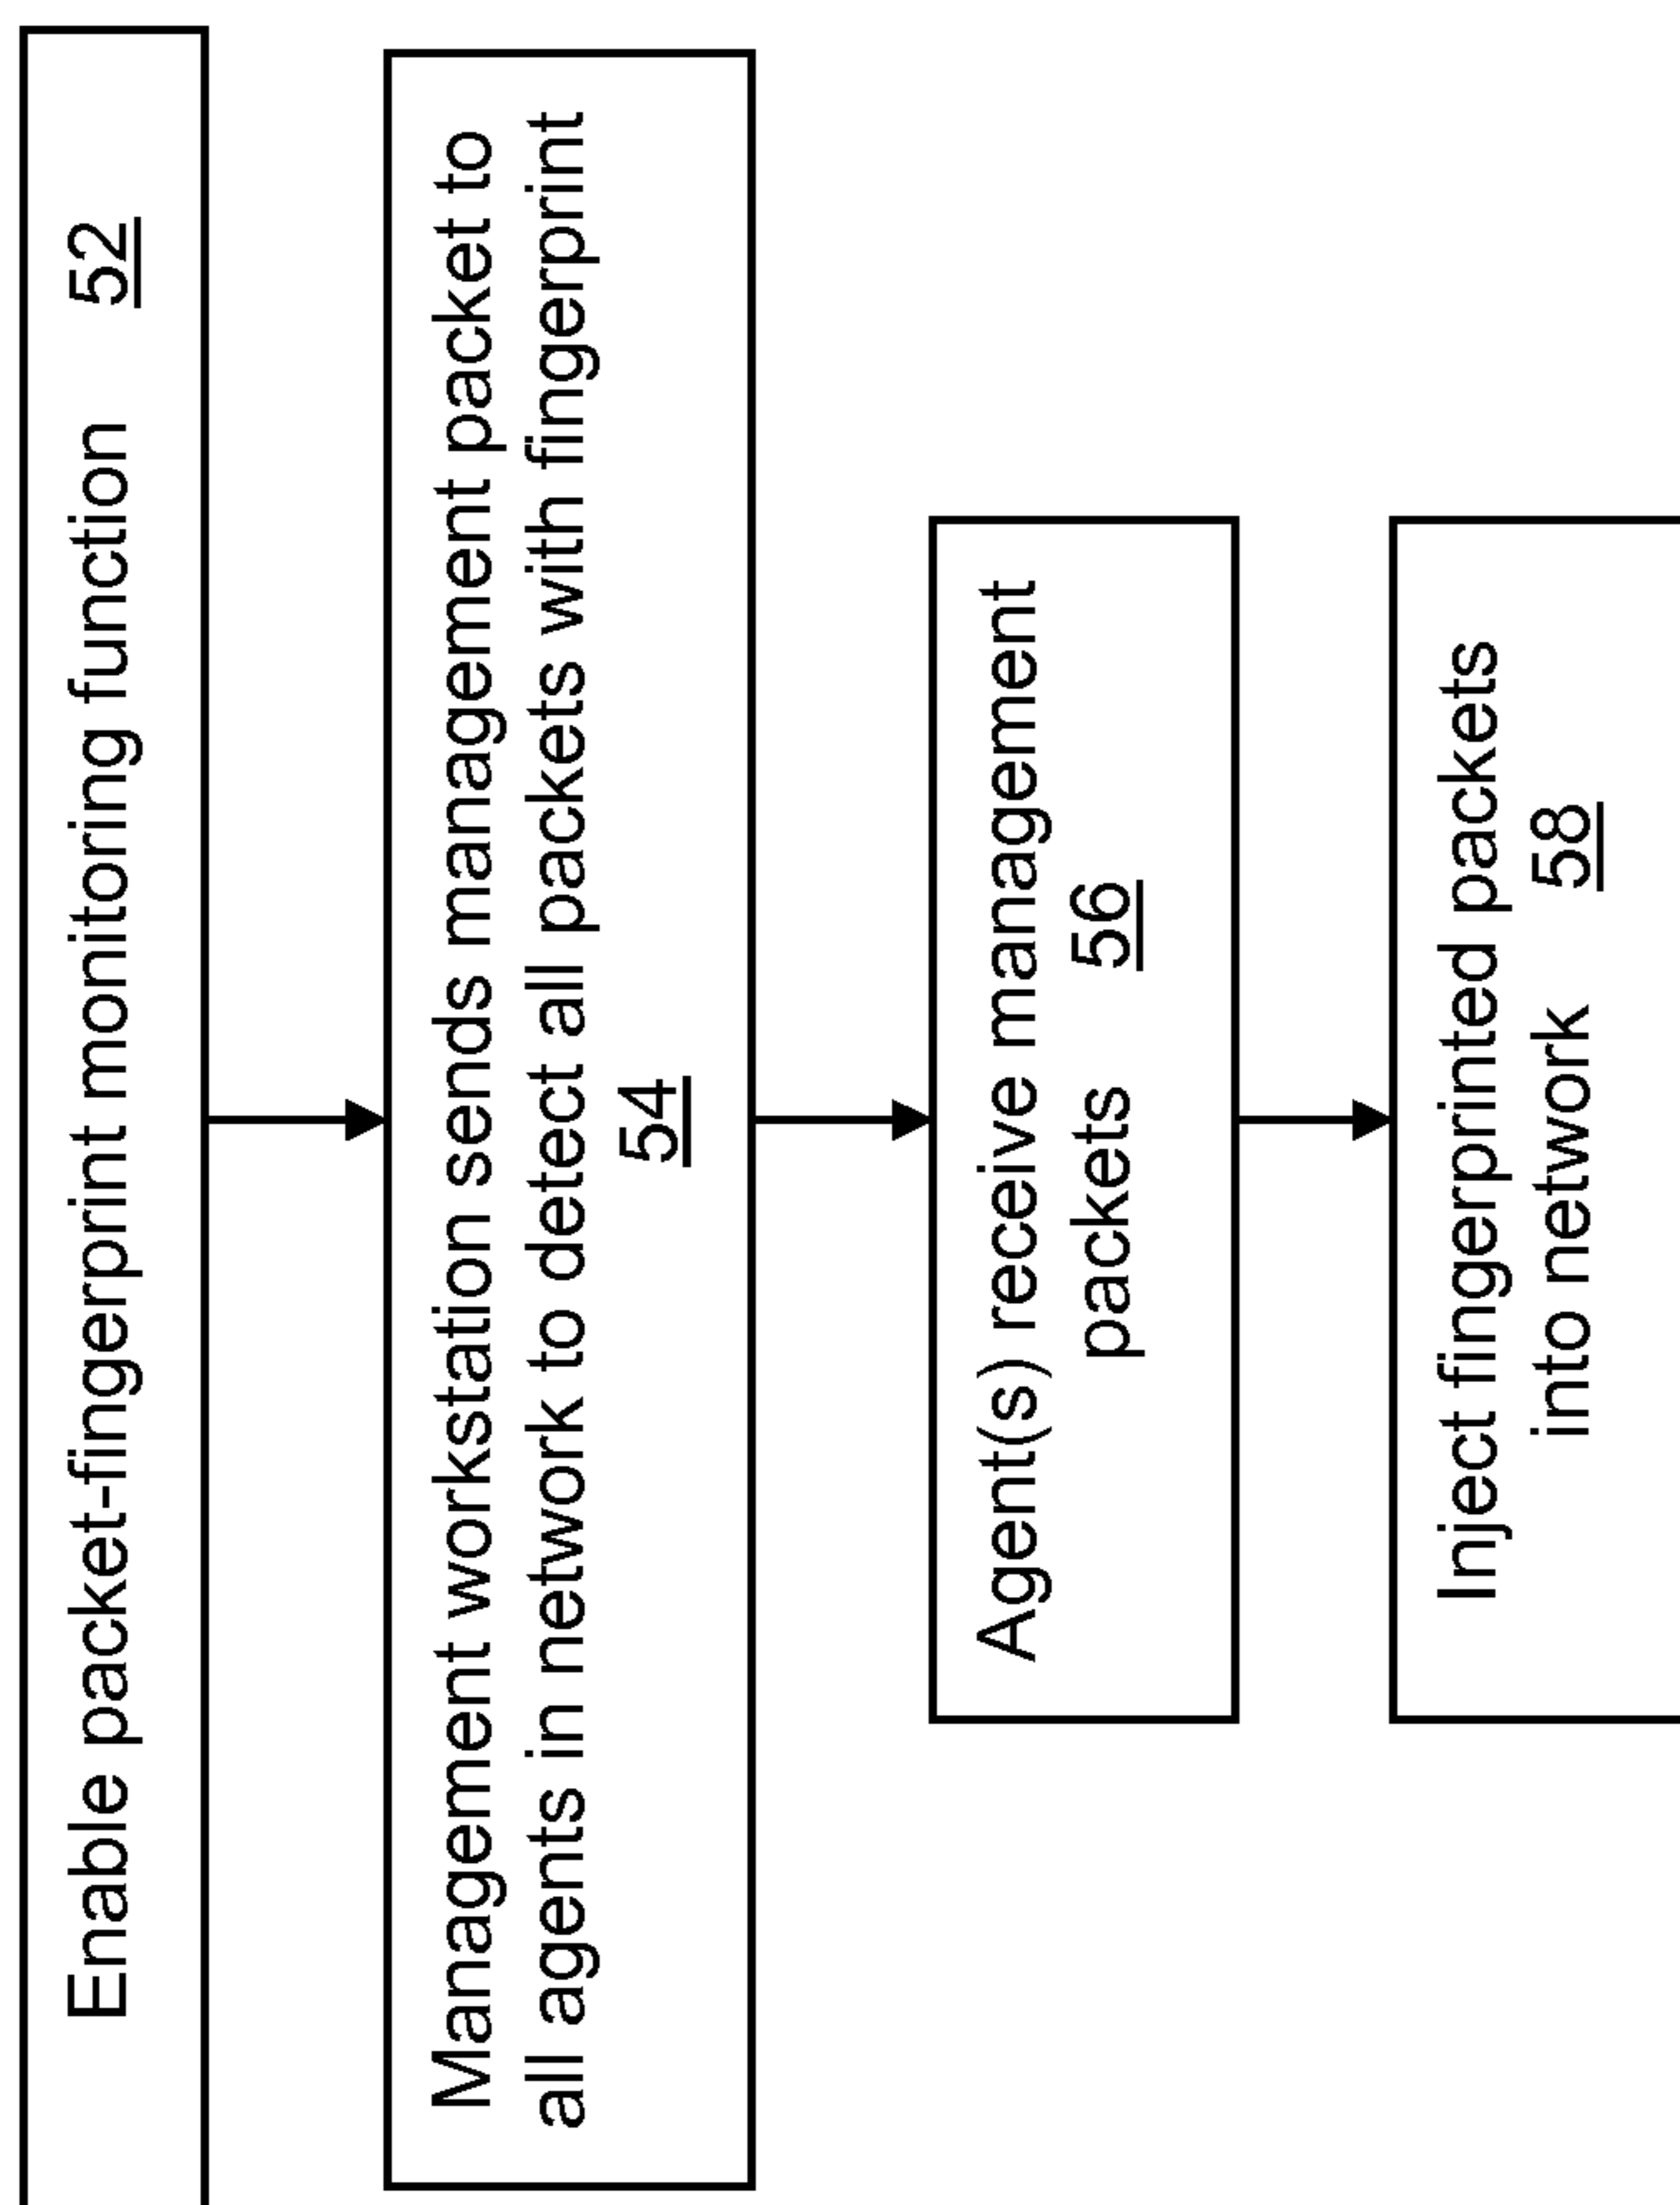 Enable packet-fingerprint monitoring function 52
Management workstation sends management packet to
all agents in network to detect all packets with fingerprint
54
Agent(s) receive management
packets 56
Inject fingerprinted packets
into network 58